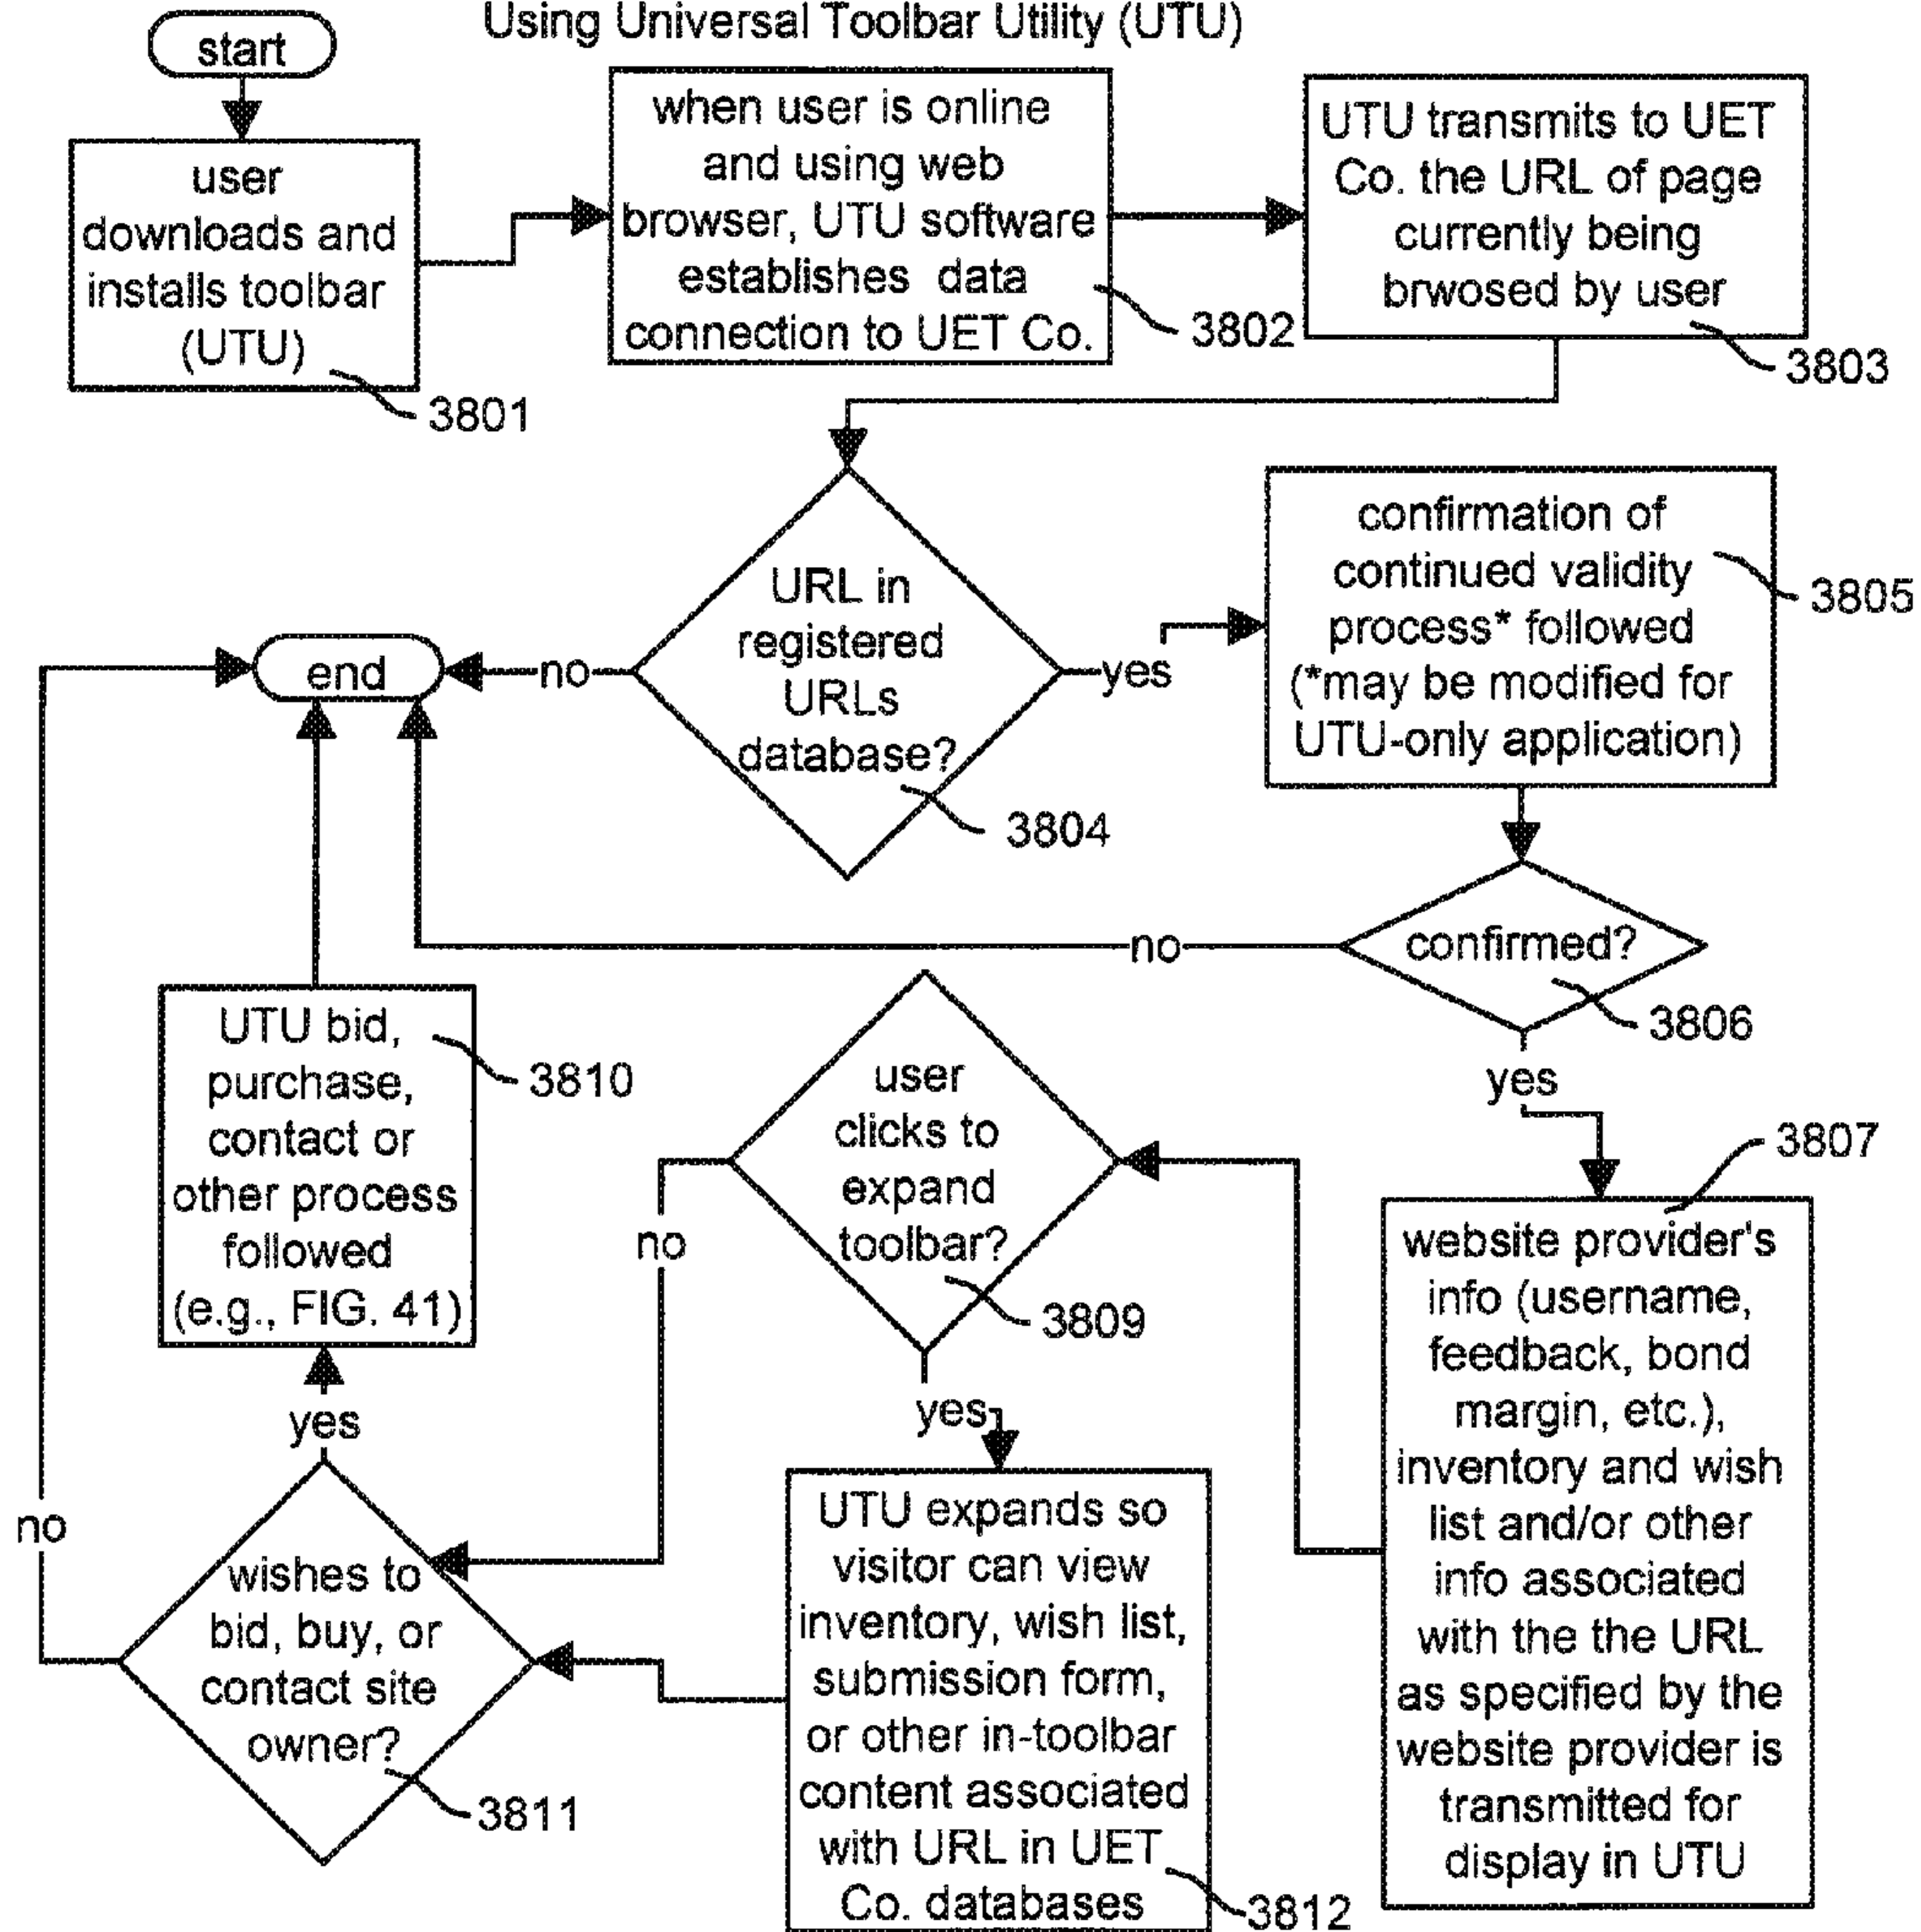 Using Universal Toolbar Utility (UTU)
start
user
downloads and
installs toolbar
(UTU)
3801
when user is online
and using web
browser, UTU software
establishes data
connection to UET Co.
3802
UTU transmits to UET
Co. the URL of page
currently being
brwosed by user
3803
URL in
registered
URLs
database?
3804
no
end
yes
confirmation of
continued validity
process* followed
(*may be modified for
UTU-only application)
3805
confirmed?
3806
no
yes
website provider's
info (username,
feedback, bond
margin, etc.),
inventory and wish
list and/or other
info associated
with the the URL
as specified by the
website provider is
transmitted for
display in UTU
3807
user
clicks to
expand
toolbar?
3809
no
yes
UTU expands so
visitor can view
inventory, wish list,
submission form,
or other in-toolbar
content associated
with URL in UET
Co. databases
3812
wishes to
bid, buy, or
contact site
owner?
3811
no
yes
UTU bid,
purchase,
contact or
other process
followed
(e.g., FIG. 41)
3810